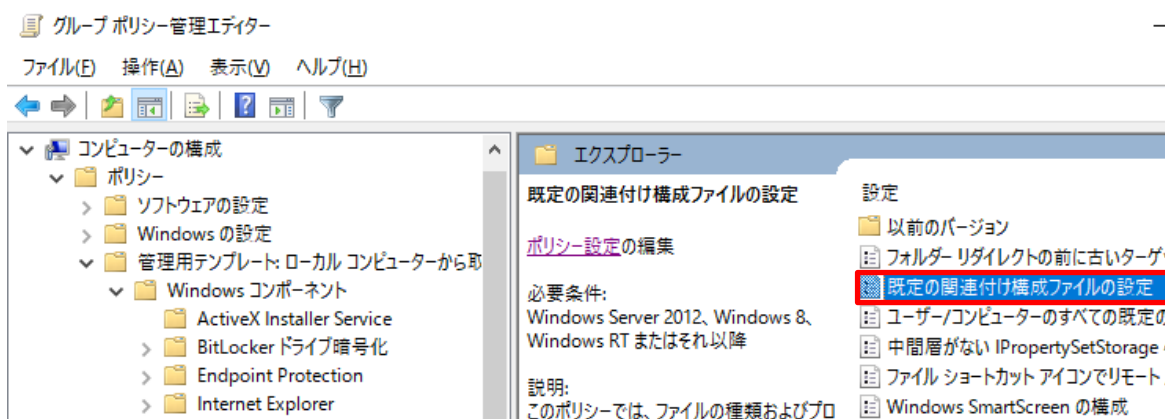 グループ ポリシー管理エディター
ファイル(F) 操作(A) 表示(V) ヘルプ(H)
コンピューターの構成
ポリシー
ソフトウェアの設定
Windows の設定
管理用テンプレート: ローカル コンピューターから取
Windows コンポーネント
ActiveX Installer Service
BitLocker ドライブ暗号化
Endpoint Protection
Internet Explorer
エクスプローラー
既定の関連付け構成ファイルの設定
ポリシー設定の編集
必要条件:
Windows Server 2012、Windows 8、
Windows RT またはそれ以降
説明:
このポリシーでは、ファイルの種類およびプロ
設定
以前のバージョン
フォルダー リダイレクトの前に古いターゲ
既定の関連付け構成ファイルの設定
ユーザー/コンピューターのすべての既定の
中間層がない IPropertySetStorage
ファイル ショートカット アイコンでリモート
Windows SmartScreen の構成